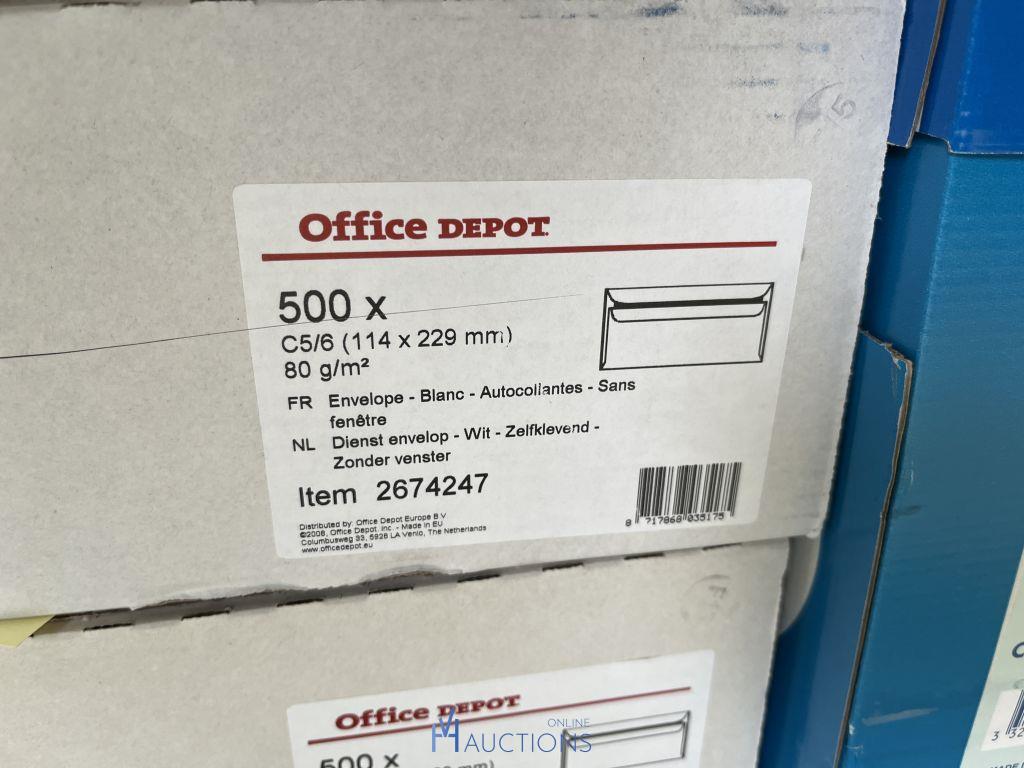 Office DEPOT
500 x
C5/6 (114 x 229 mm)
80 g/m²
FR Envelope - Blanc - Autocollantes - Sans
fenêtre
NL Dienst envelop - Wit - Zelfklevend -
Zonder venster
Item 2674247
Distributed by: Office Depot Europe B.V
©2008, Office Depot, Inc. - Made in EU
Columbusweg 33, 5928 LA Venlo, The Netherlands
www.officedepot.eu
8 717868 035175
Office DEPOT
500 x
ONLINE
AUCTIONS